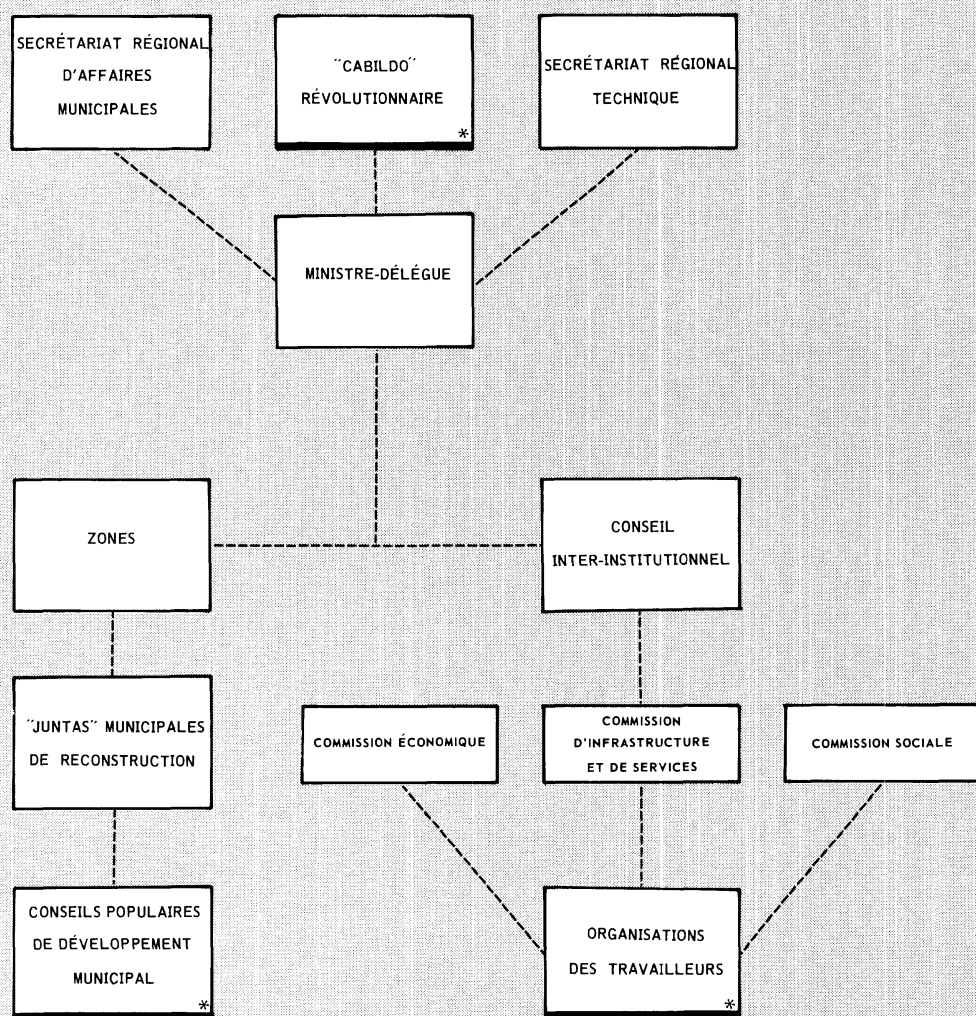 SECRÉTARIAT RÉGIONAL
D'AFFAIRES
MUNICIPALES
"CABILDO"
RÉVOLUTIONNAIRE
*
SECRÉTARIAT RÉGIONAL
TECHNIQUE
MINISTRE-DÉLÉGUE
ZONES
CONSEIL
INTER-INSTITUTIONNEL
"JUNTAS" MUNICIPALES
DE RECONSTRUCTION
COMMISSION ÉCONOMIQUE
COMMISSION
D'INFRASTRUCTURE
ET DE SERVICES
COMMISSION SOCIALE
CONSEILS POPULAIRES
DE DÉVELOPPEMENT
MUNICIPAL
*
ORGANISATIONS
DES TRAVAILLEURS
*